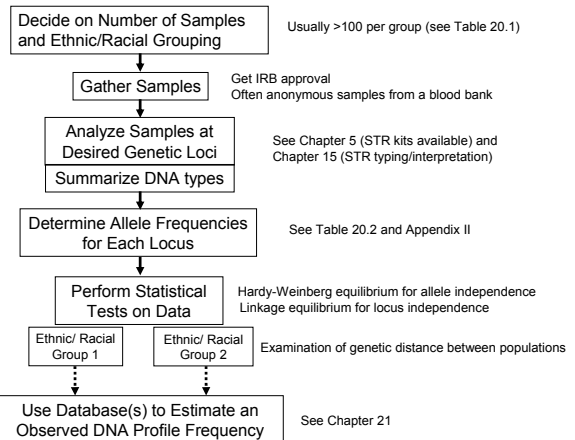 Decide on Number of Samples
and Ethnic/Racial Grouping
Usually >100 per group (see Table 20.1)
Gather Samples
Get IRB approval
Often anonymous samples from a blood bank
Analyze Samples at
Desired Genetic Loci
See Chapter 5 (STR kits available) and
Chapter 15 (STR typing/interpretation)
Summarize DNA types
Determine Allele Frequencies
for Each Locus
See Table 20.2 and Appendix II
Perform Statistical
Tests on Data
Hardy-Weinberg equilibrium for allele independence
Linkage equilibrium for locus independence
Ethnic/ Racial
Group 1
Ethnic/ Racial
Group 2
Examination of genetic distance between populations
Use Database(s) to Estimate an
Observed DNA Profile Frequency
See Chapter 21